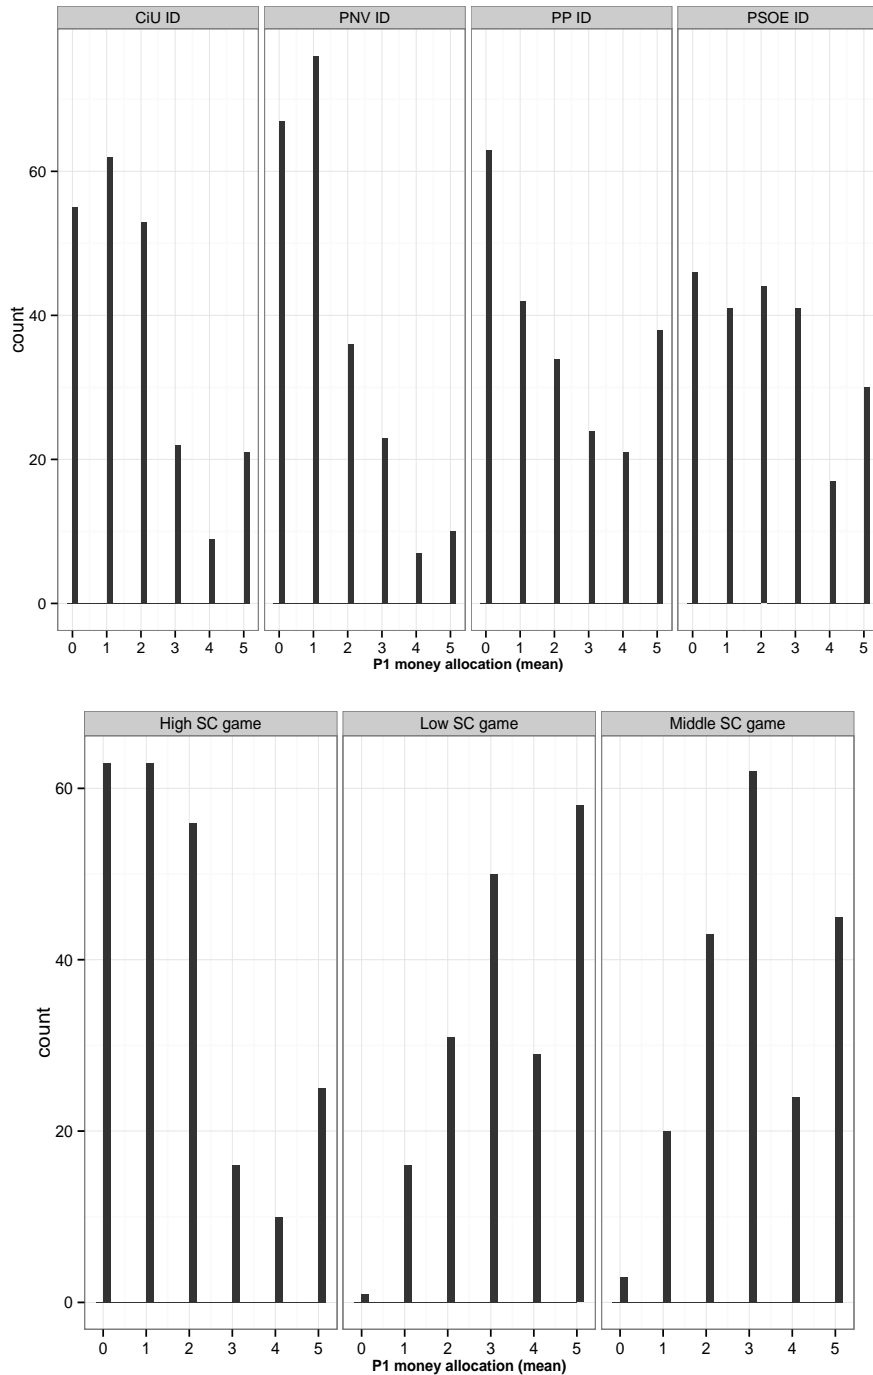 CiU ID PNV ID PP ID PSOE ID
60
40
20
0
count
0 1 2 3 4 5 0 1 2 3 4 5 0 1 2 3 4 5 0 1 2 3 4 5
P1 money allocation (mean)
High SC game Low SC game Middle SC game
60
40
20
0
count
0 1 2 3 4 5 0 1 2 3 4 5 0 1 2 3 4 5
P1 money allocation (mean)